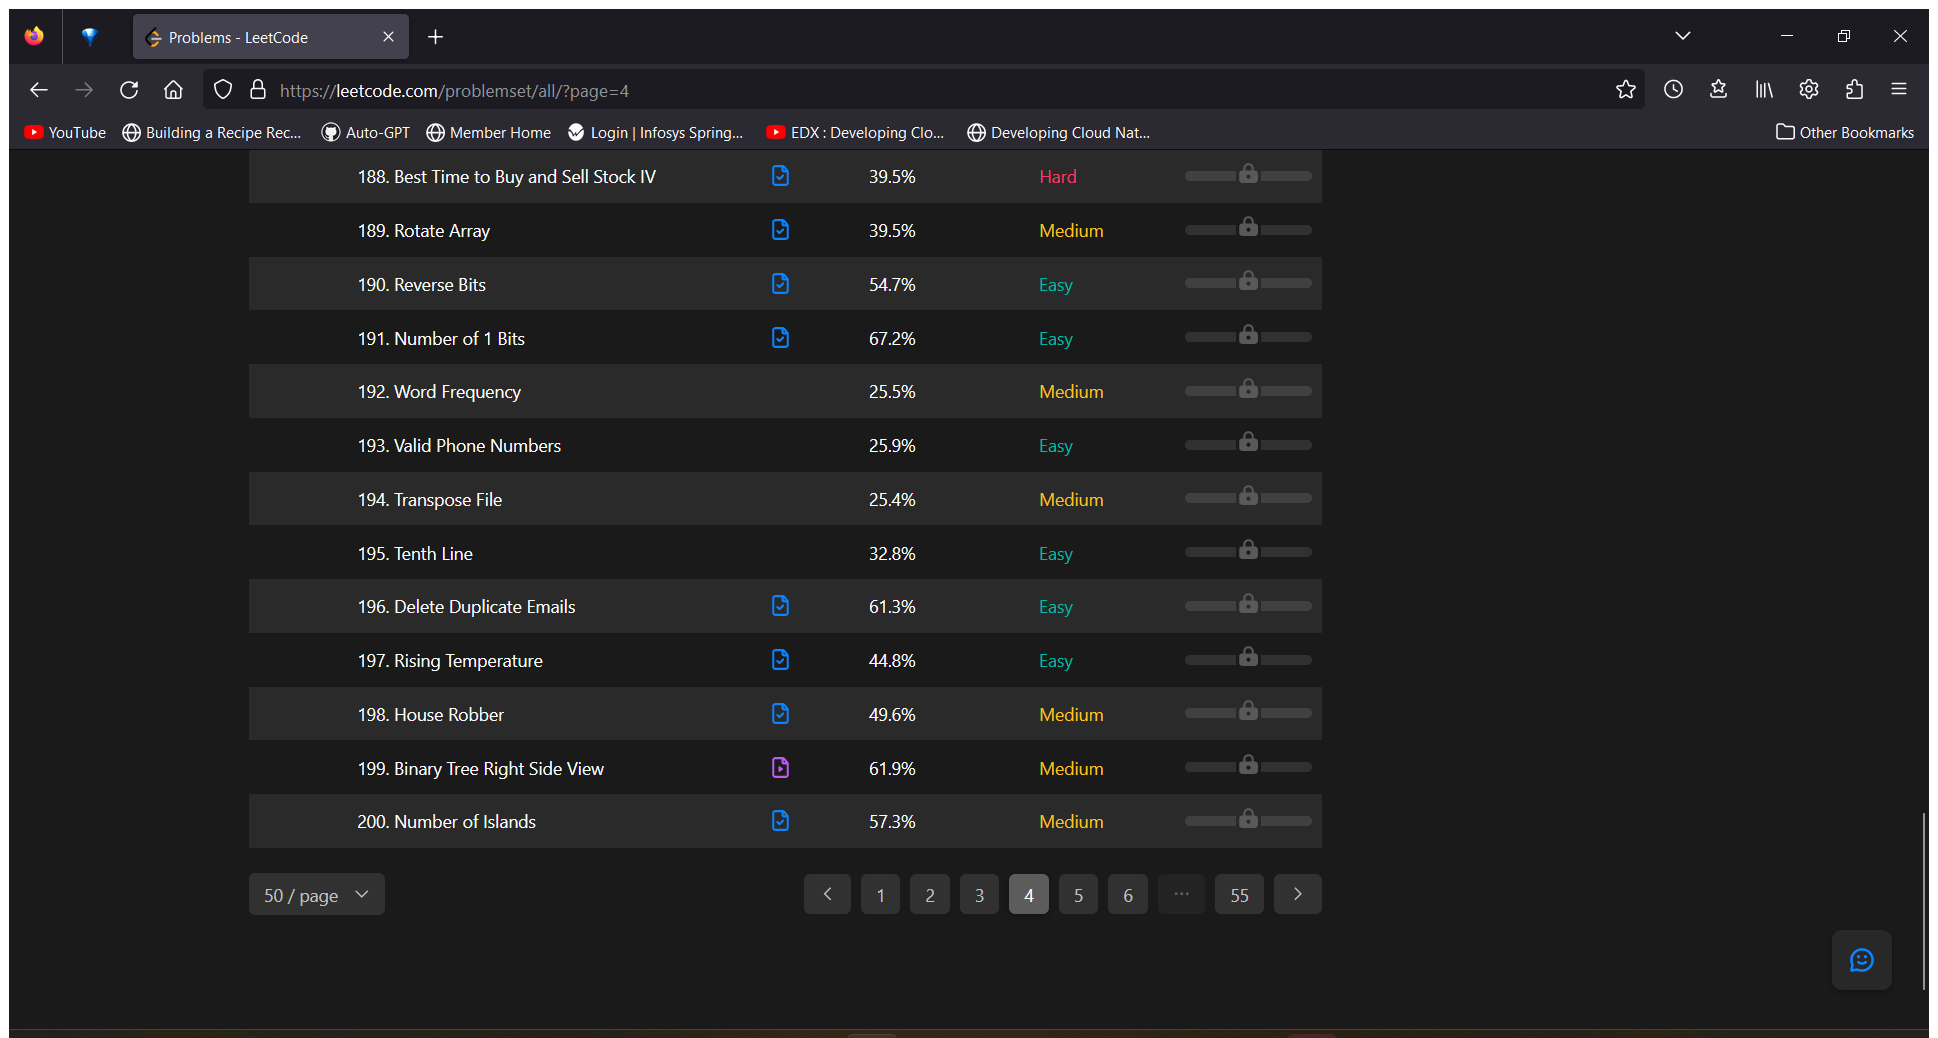 Problems - LeetCode
https://leetcode.com/problemset/all/?page=4
YouTube Building a Recipe Rec... Auto-GPT Member Home Login | Infosys Spring... EDX : Developing Clo... Developing Cloud Nat... Other Bookmarks
188. Best Time to Buy and Sell Stock IV 39.5% Hard
189. Rotate Array 39.5% Medium
190. Reverse Bits 54.7% Easy
191. Number of 1 Bits 67.2% Easy
192. Word Frequency 25.5% Medium
193. Valid Phone Numbers 25.9% Easy
194. Transpose File 25.4% Medium
195. Tenth Line 32.8% Easy
196. Delete Duplicate Emails 61.3% Easy
197. Rising Temperature 44.8% Easy
198. House Robber 49.6% Medium
199. Binary Tree Right Side View 61.9% Medium
200. Number of Islands 57.3% Medium
50 / page 1 2 3 4 5 6 ... 55